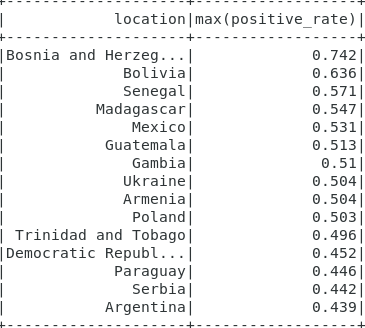 +--------------------+------------------+
|            location|max(positive_rate)|
+--------------------+------------------+
|Bosnia and Herzeg...|             0.742|
|             Bolivia|             0.636|
|             Senegal|             0.571|
|          Madagascar|             0.547|
|              Mexico|             0.531|
|           Guatemala|             0.513|
|              Gambia|              0.51|
|             Ukraine|             0.504|
|             Armenia|             0.504|
|              Poland|             0.503|
| Trinidad and Tobago|             0.496|
|Democratic Republ...|             0.452|
|            Paraguay|             0.446|
|              Serbia|             0.442|
|           Argentina|             0.439|
+--------------------+------------------+